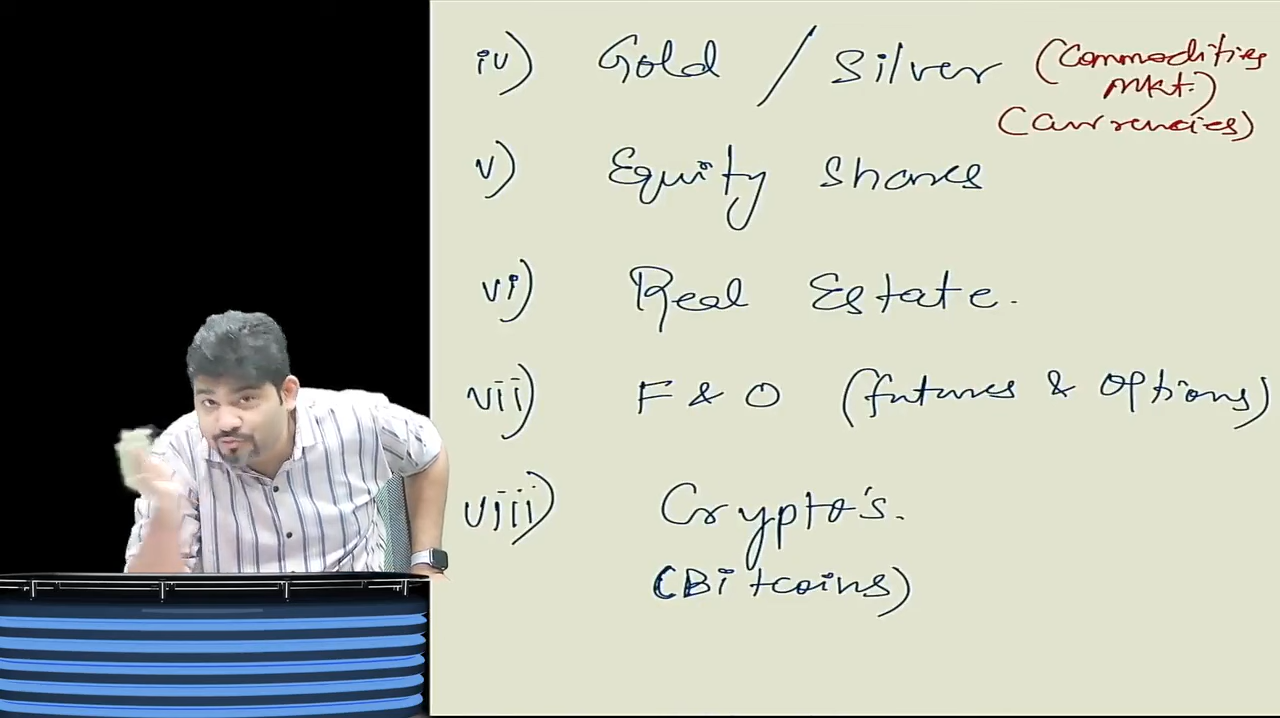 iv) Gold / Silver (Commodities
Mkt.)
(Currencies)
v) Equity Shares
vi) Real Estate.
vii) F & O (Futures & Options)
viii) Crypto's.
(Bitcoins)